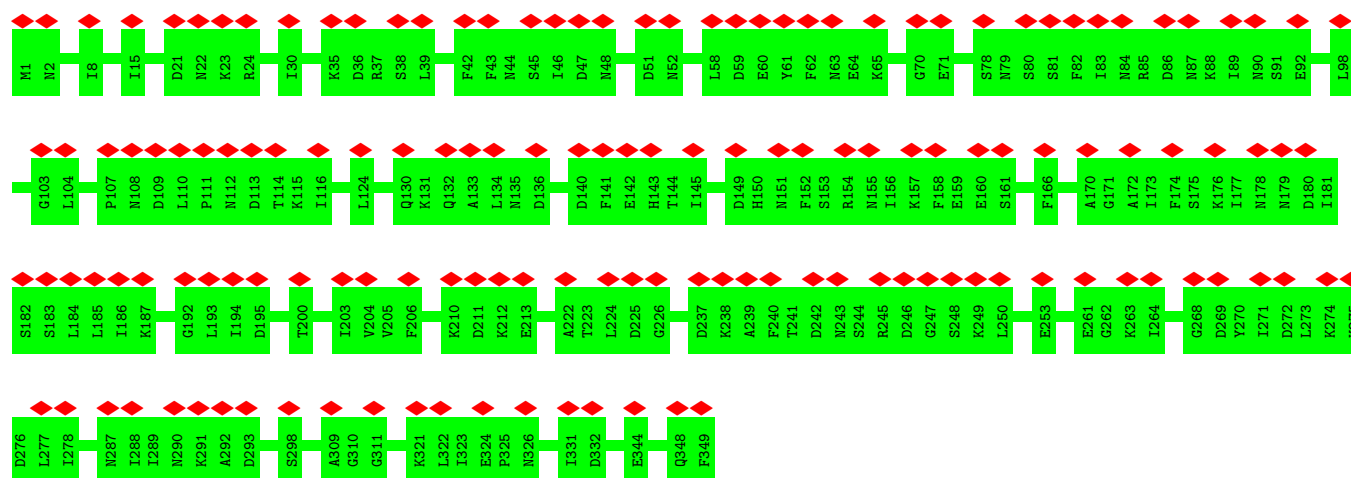 M1 N2 I8 I15 D21 N22 K23 R24 I30 K35 D36 R37 S38 L39 F42 F43 N44 S45 I46 D47 N48 D51 N52 L58 D59 E60 Y61 F62 N63 E64 K65 G70 E71 S78 N79 S80 S81 F82 I83 N84 R85 D86 N87 K88 I89 N90 S91 E92 L98
G103 L104 P107 N108 D109 L110 P111 N112 D113 T114 K115 I116 L124 Q130 K131 Q132 A133 L134 N135 D136 D140 F141 E142 H143 T144 I145 D149 H150 N151 F152 S153 R154 N155 I156 K157 F158 E159 E160 S161 F166 A170 G171 A172 I173 F174 S175 K176 I177 N178 N179 D180 I181
S182 S183 L184 L185 I186 K187 G192 L193 I194 D195 T200 I203 V204 V205 F206 K210 D211 K212 E213 A222 T223 L224 D225 G226 D237 K238 A239 F240 T241 D242 N243 S244 R245 D246 G247 S248 K249 L250 E253 E261 G262 K263 I264 G268 D269 Y270 I271 D272 L273 K274
D276 L277 I278 N287 I288 I289 N290 K291 A292 D293 S298 A309 G310 G311 K321 L322 I323 E324 P325 N326 I331 D332 E344 Q348 F349